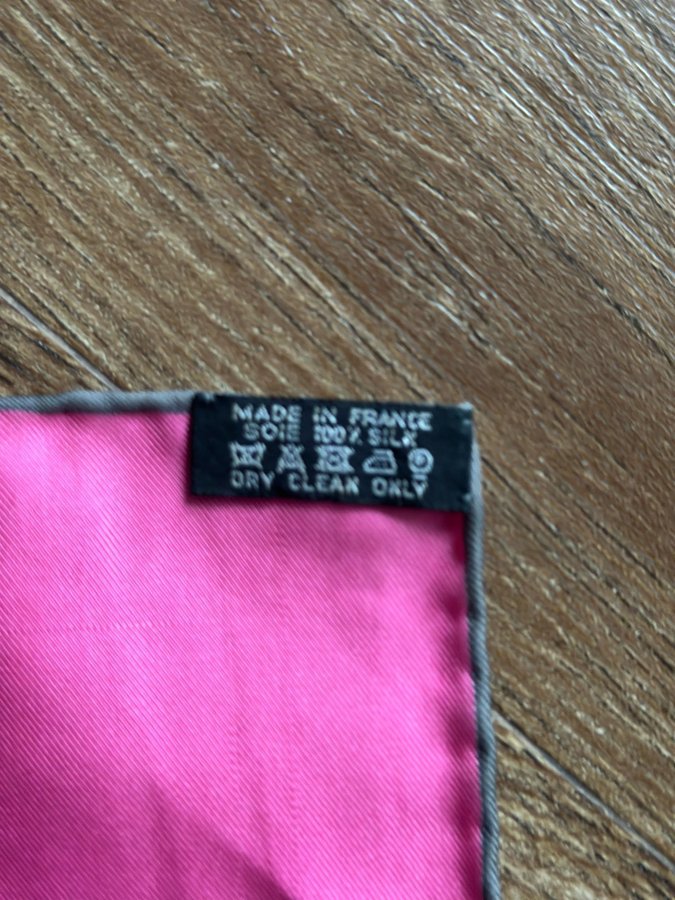 MADE IN FRANCE
SOIE 100% SILK
DRY CLEAN ONLY